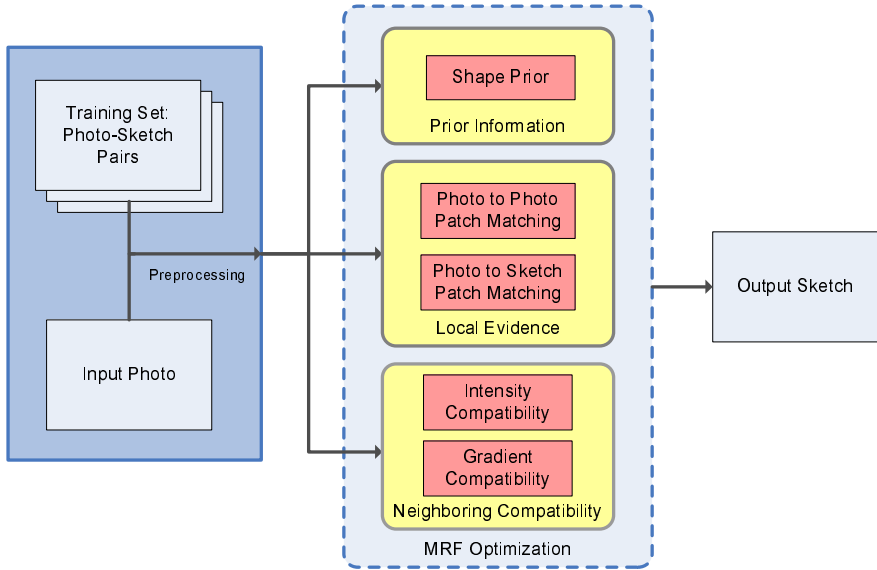 Training Set:
Photo-Sketch
Pairs
Preprocessing
Input Photo
Shape Prior
Prior Information
Photo to Photo
Patch Matching
Photo to Sketch
Patch Matching
Local Evidence
Intensity
Compatibility
Gradient
Compatibility
Neighboring Compatibility
MRF Optimization
Output Sketch